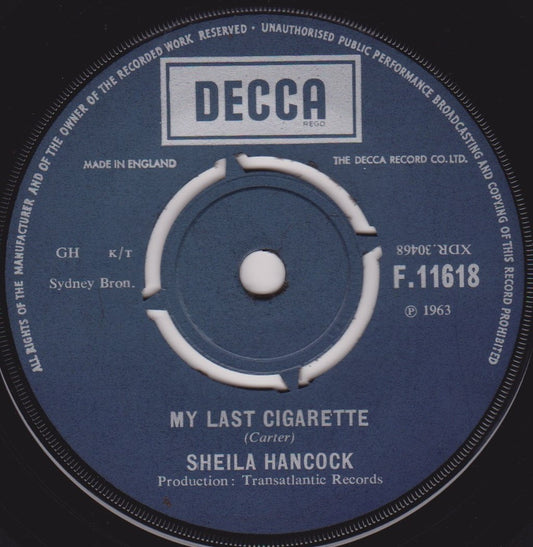 ALL RIGHTS OF THE MANUFACTURER AND OF THE OWNER OF THE RECORDED WORK RESERVED · UNAUTHORISED PUBLIC PERFORMANCE BROADCASTING AND COPYING OF THIS RECORD PROHIBITED
DECCA
REGD
MADE IN ENGLAND
THE DECCA RECORD CO. LTD.
GH K/T
XDR.30468
Sydney Bron.
F.11618
Ⓟ 1963
MY LAST CIGARETTE
(Carter)
SHEILA HANCOCK
Production: Transatlantic Records